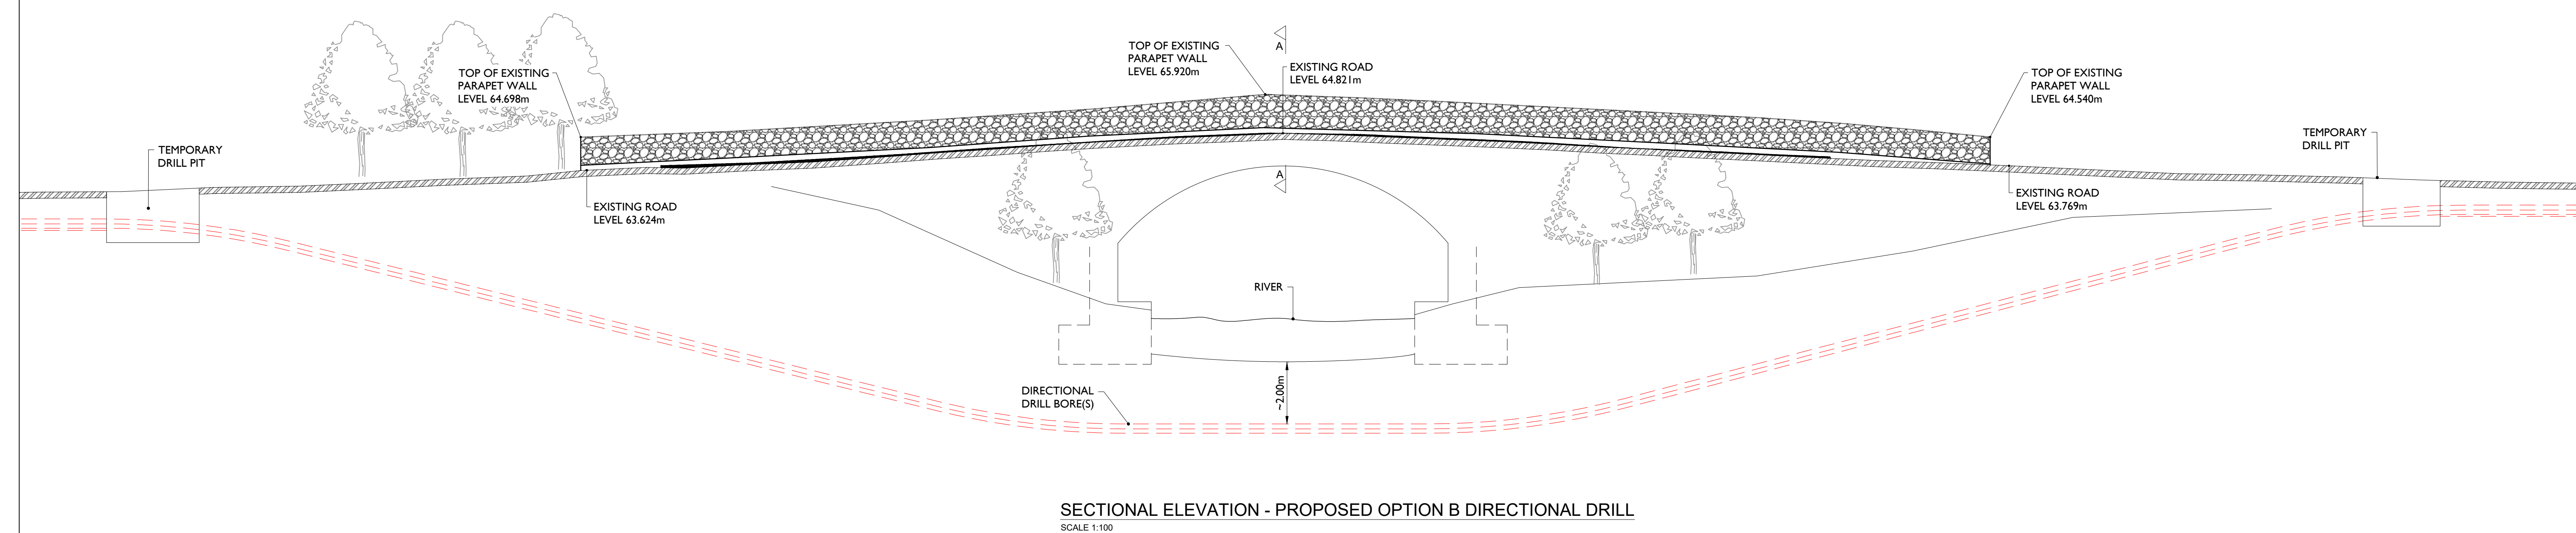 A
TOP OF EXISTING
PARAPET WALL
LEVEL 65.920m
EXISTING ROAD
LEVEL 64.821m
TOP OF EXISTING
PARAPET WALL
LEVEL 64.698m
TOP OF EXISTING
PARAPET WALL
LEVEL 64.540m
TEMPORARY
DRILL PIT
TEMPORARY
DRILL PIT
A
EXISTING ROAD
LEVEL 63.624m
EXISTING ROAD
LEVEL 63.769m
RIVER
~2.00m
DIRECTIONAL
DRILL BORE(S)
SECTIONAL ELEVATION - PROPOSED OPTION B DIRECTIONAL DRILL
SCALE 1:100